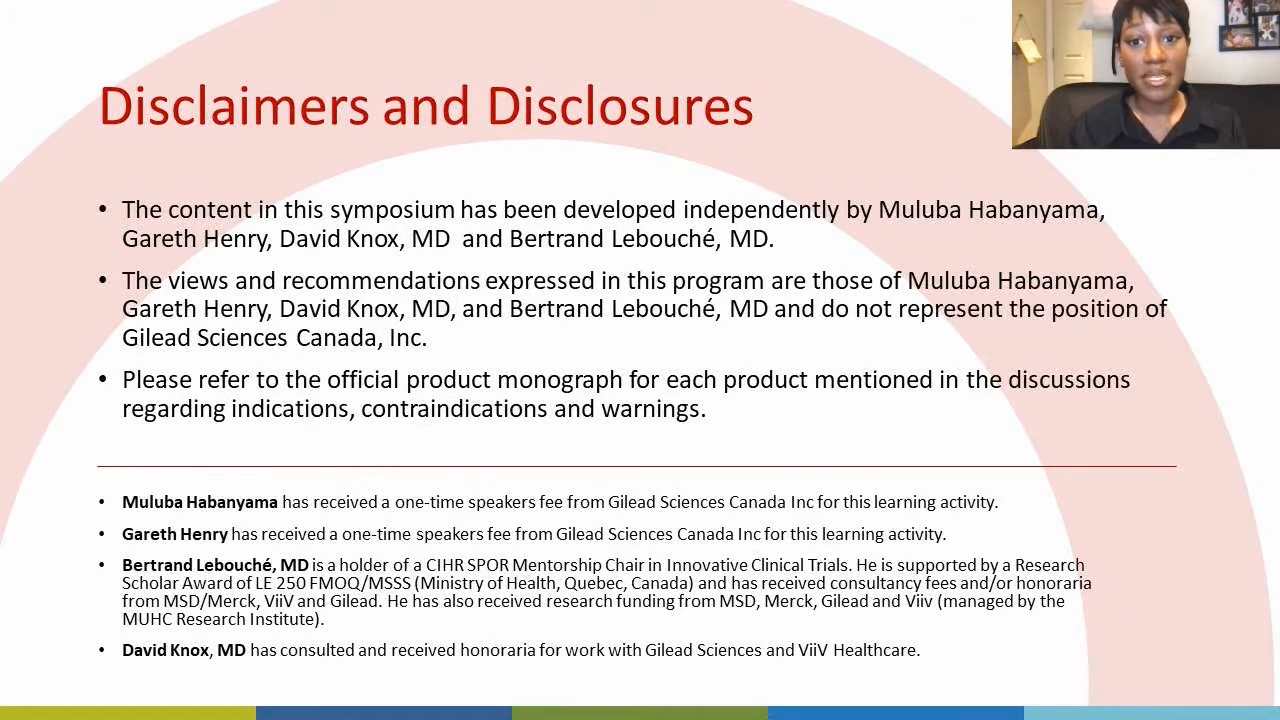 Disclaimers and Disclosures
• The content in this symposium has been developed independently by Muluba Habanyama,
Gareth Henry, David Knox, MD  and Bertrand Lebouché, MD.
• The views and recommendations expressed in this program are those of Muluba Habanyama,
Gareth Henry, David Knox, MD, and Bertrand Lebouché, MD and do not represent the position of
Gilead Sciences Canada, Inc.
• Please refer to the official product monograph for each product mentioned in the discussions
regarding indications, contraindications and warnings.
• Muluba Habanyama has received a one-time speakers fee from Gilead Sciences Canada Inc for this learning activity.
• Gareth Henry has received a one-time speakers fee from Gilead Sciences Canada Inc for this learning activity.
• Bertrand Lebouché, MD is a holder of a CIHR SPOR Mentorship Chair in Innovative Clinical Trials. He is supported by a Research
Scholar Award of LE 250 FMOQ/MSSS (Ministry of Health, Quebec, Canada) and has received consultancy fees and/or honoraria
from MSD/Merck, ViiV and Gilead. He has also received research funding from MSD, Merck, Gilead and Viiv (managed by the
MUHC Research Institute).
• David Knox, MD has consulted and received honoraria for work with Gilead Sciences and ViiV Healthcare.